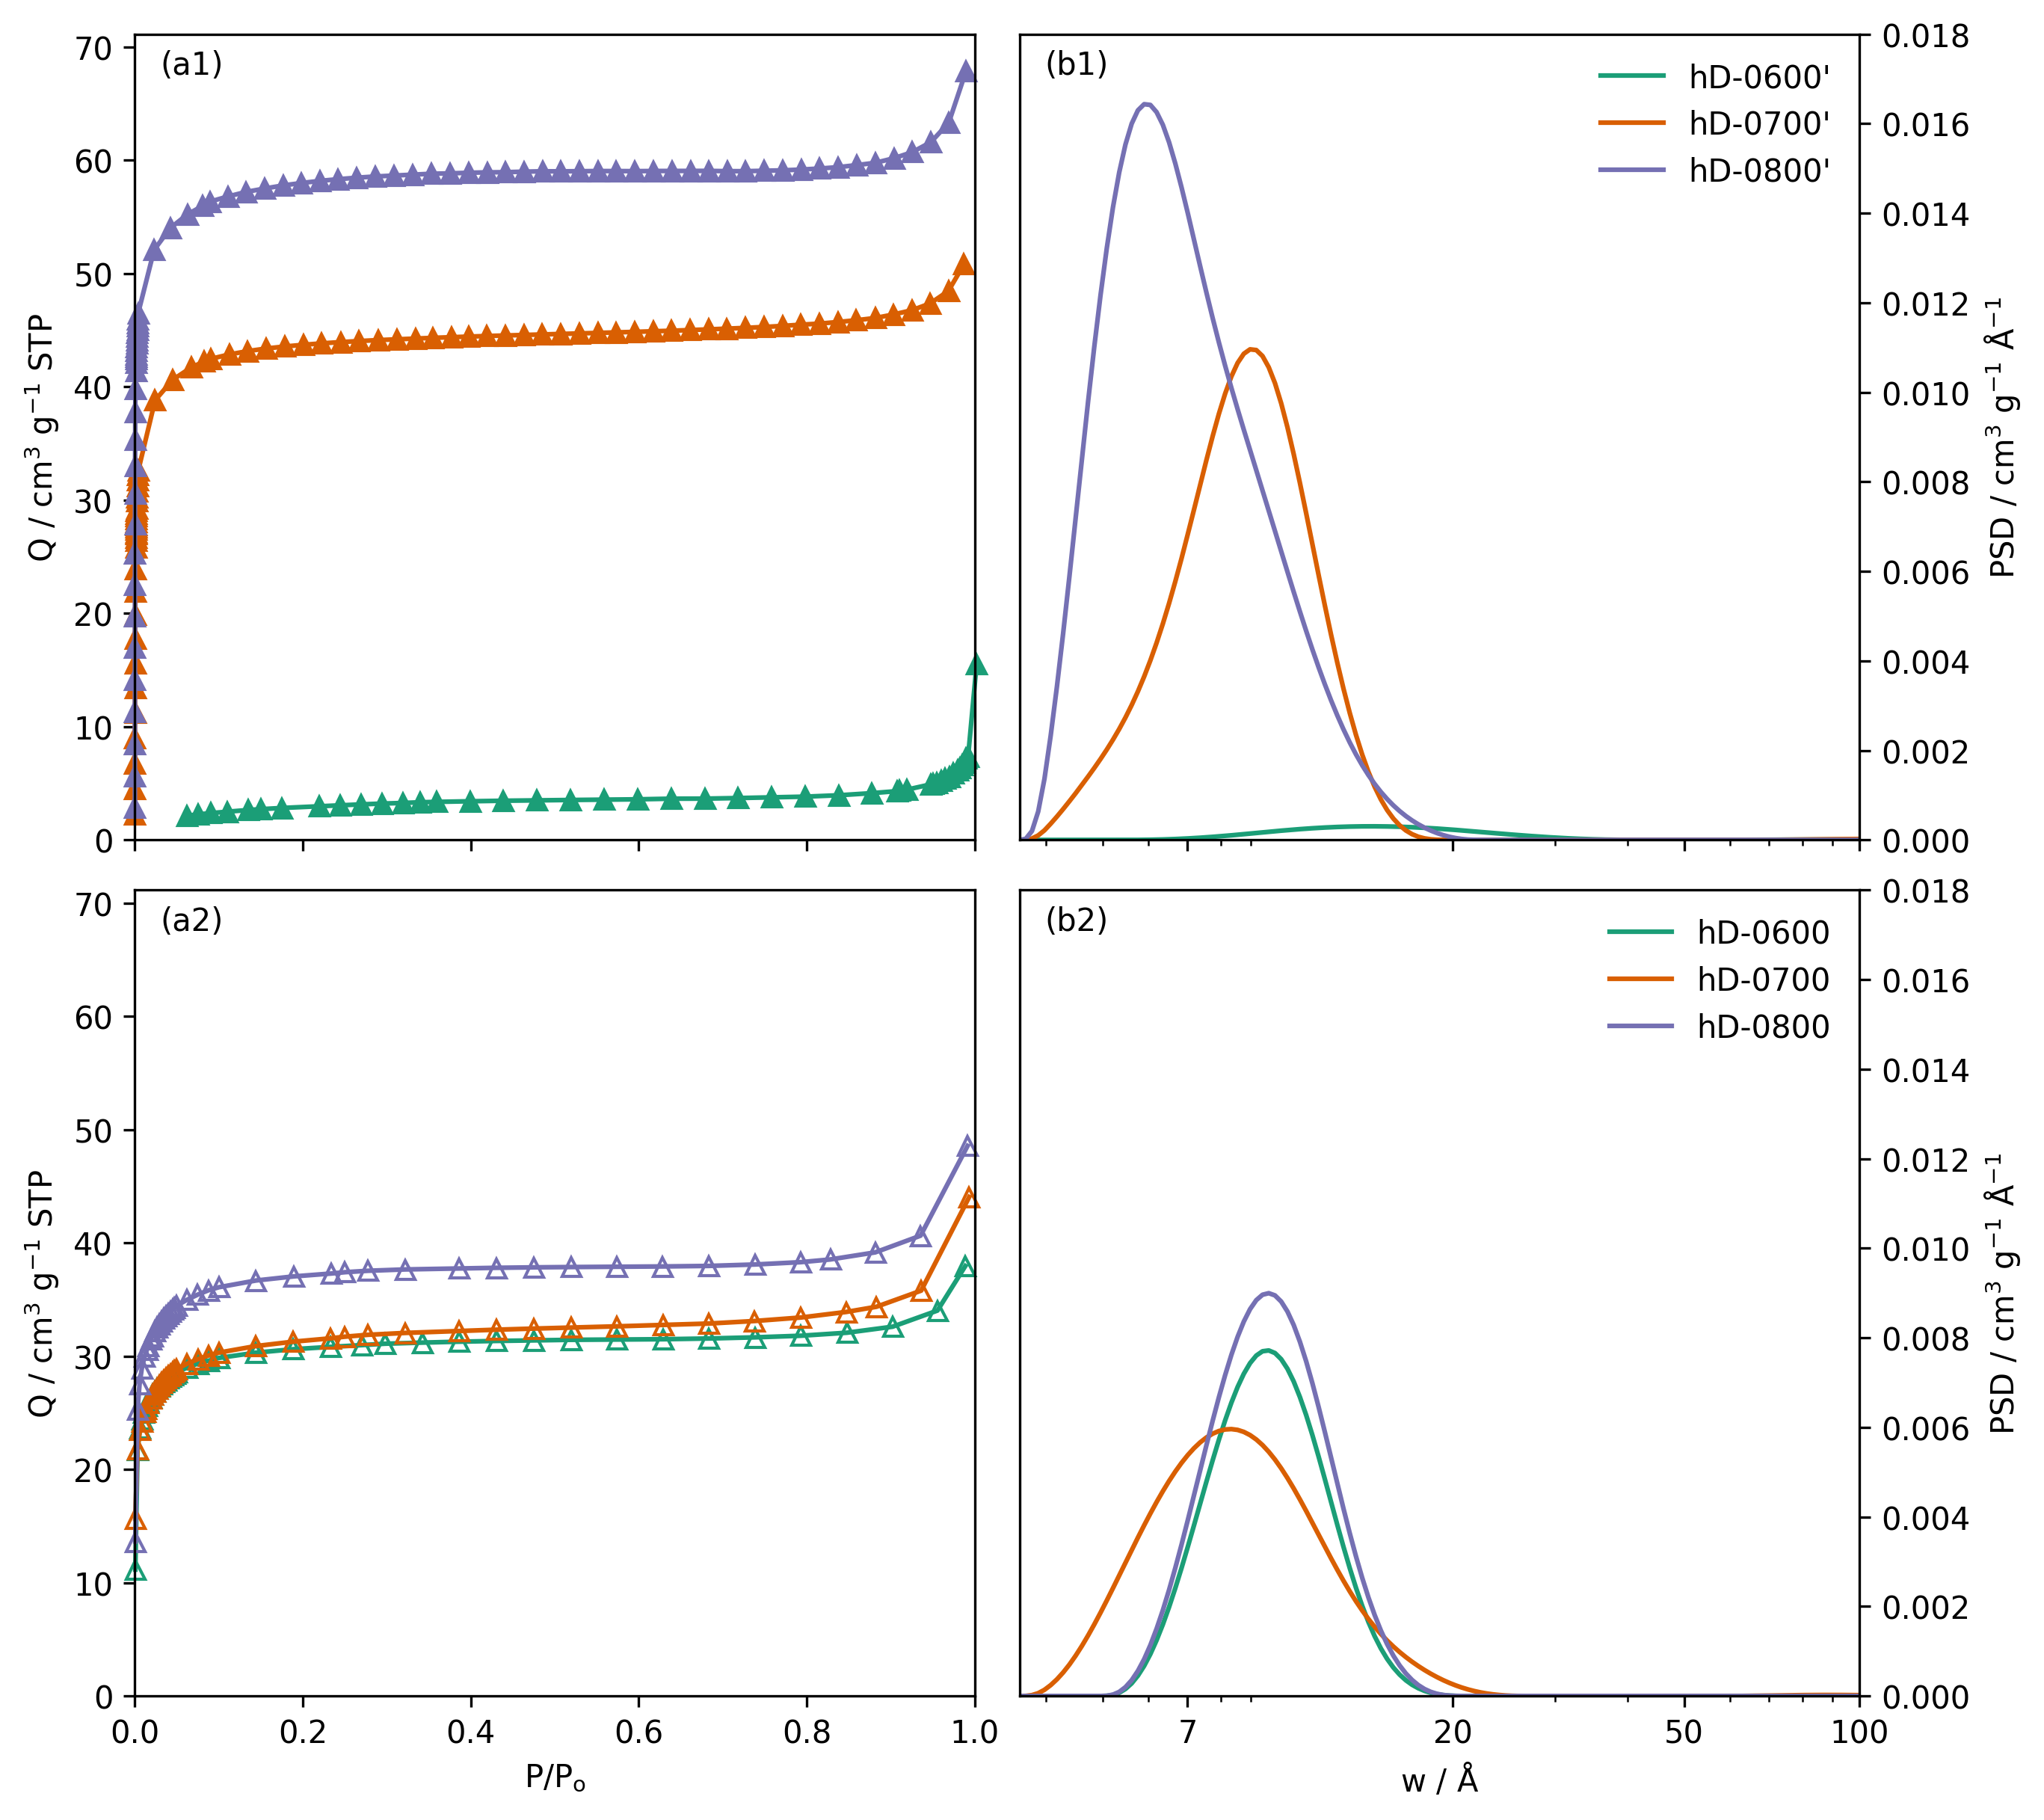 (a1)
70
60
50
40
30
20
10
0
Q / cm³ g⁻¹ STP
(b1)
hD-0600'
hD-0700'
hD-0800'
0.018
0.016
0.014
0.012
0.010
0.008
0.006
0.004
0.002
0.000
PSD / cm³ g⁻¹ Å⁻¹
(a2)
70
60
50
40
30
20
10
0
Q / cm³ g⁻¹ STP
0.0 0.2 0.4 0.6 0.8 1.0
P/Pₒ
(b2)
hD-0600
hD-0700
hD-0800
0.018
0.016
0.014
0.012
0.010
0.008
0.006
0.004
0.002
0.000
PSD / cm³ g⁻¹ Å⁻¹
7 20 50 100
w / Å